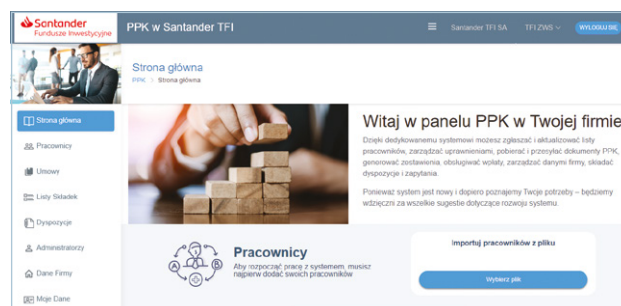 Santander
Fundusze Inwestycyjne
PPK w Santander TFI
Santander TFI SA
TFI ZWS
WYLOGUJ SIĘ
Strona główna
PPK > Strona główna
Strona główna
Pracownicy
Umowy
Listy Składek
Dyspozycje
Administratorzy
Dane Firmy
Moje Dane
Witaj w panelu PPK w Twojej firmie
Dzięki dedykowanemu systemowi możesz zgłaszać i aktualizować listy
pracowników, zarządzać uprawnieniami, pobierać i przesyłać dokumenty PPK,
generować zestawienia, obsługiwać wpłaty, zarządzać danymi firmy, składać
dyspozycje i zapytania.
Ponieważ system jest nowy i dopiero poznajemy Twoje potrzeby – będziemy
wdzięczni za wszelkie sugestie dotyczące rozwoju systemu.
Pracownicy
Aby rozpocząć pracę z systemem, musisz
najpierw dodać swoich pracowników
A
B
Importuj pracowników z pliku
Wybierz plik